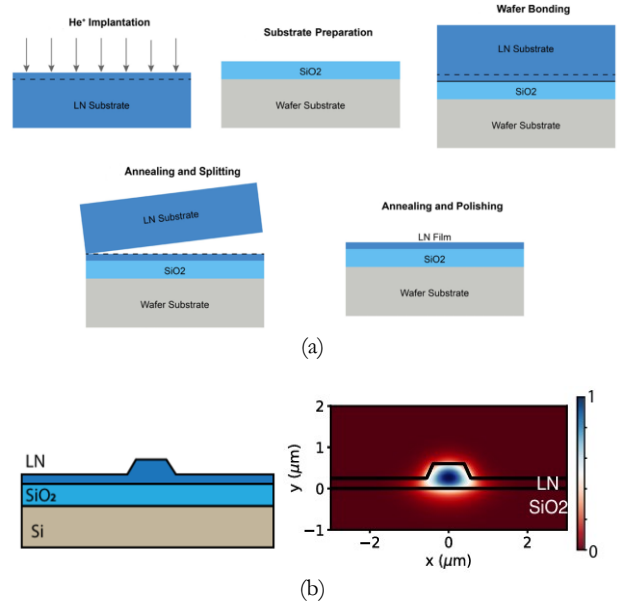 He⁺ Implantation
LN Substrate
Substrate Preparation
SiO2
Wafer Substrate
Wafer Bonding
LN Substrate
SiO2
Wafer Substrate
Annealing and Splitting
LN Substrate
SiO2
Wafer Substrate
Annealing and Polishing
LN Film
SiO2
Wafer Substrate
(a)
LN
SiO₂
Si
y (μm)
2
1
0
−1
−2
0
2
x (μm)
LN
SiO2
1
0
(b)